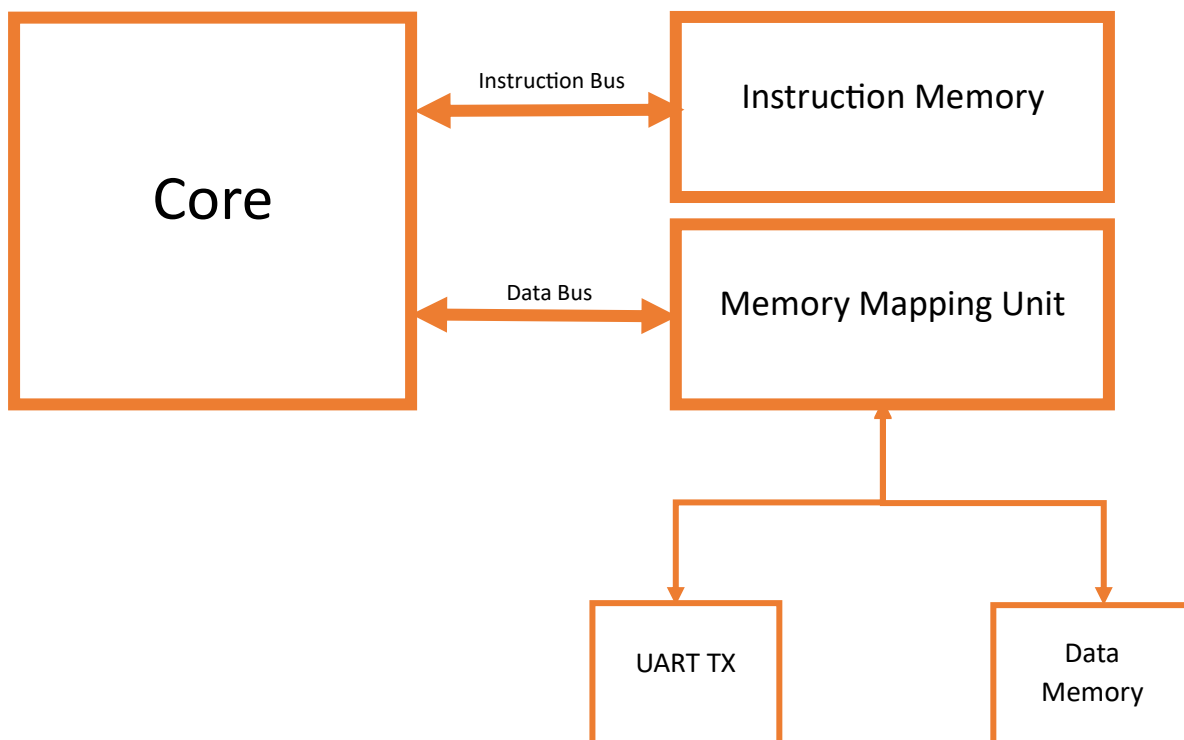 Instruction Bus
Instruction Memory
Core
Data Bus
Memory Mapping Unit
UART TX
Data
Memory